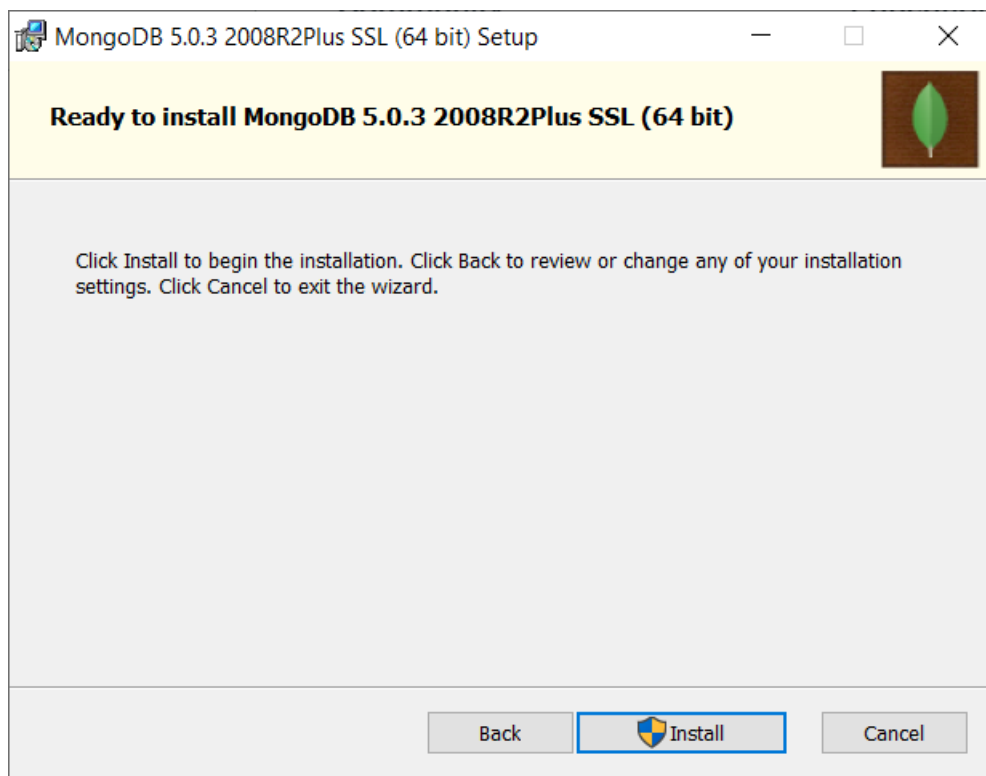 MongoDB 5.0.3 2008R2Plus SSL (64 bit) Setup
Ready to install MongoDB 5.0.3 2008R2Plus SSL (64 bit)
Click Install to begin the installation. Click Back to review or change any of your installation
settings. Click Cancel to exit the wizard.
Back
Install
Cancel